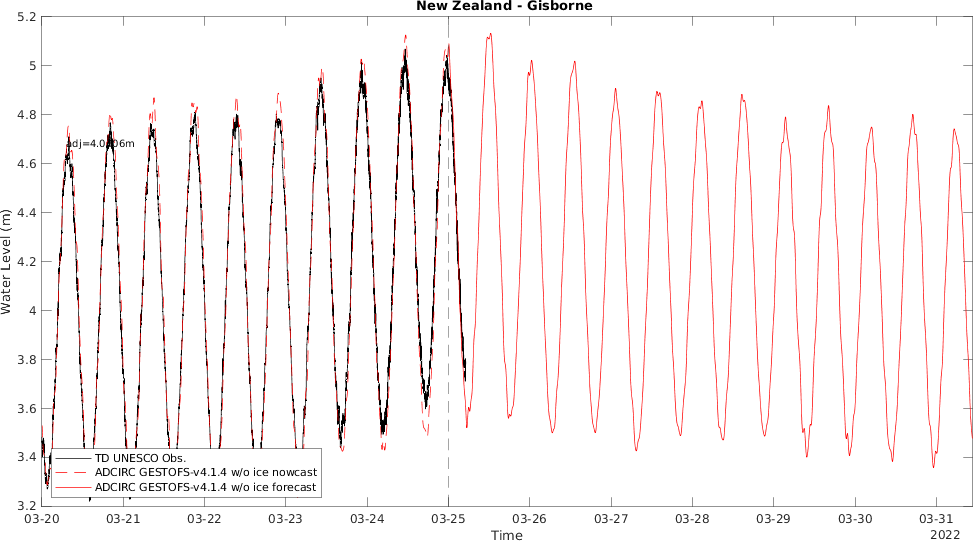 New Zealand - Gisborne
5.2
5
4.8
4.6
4.4
4.2
4
3.8
3.6
3.4
3.2
Water Level (m)
TD UNESCO Obs.
ADCIRC GESTOFS-v4.1.4 w/o ice nowcast
ADCIRC GESTOFS-v4.1.4 w/o ice forecast
03-20 03-21 03-22 03-23 03-24 03-25 03-26 03-27 03-28 03-29 03-30 03-31
Time
2022